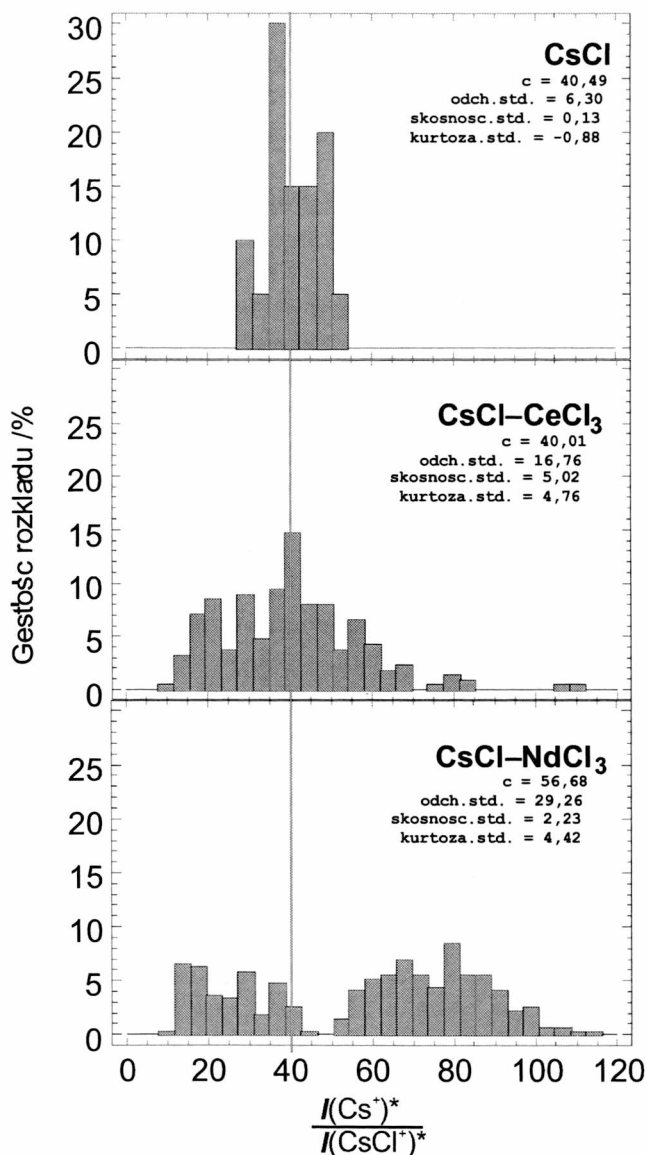 30
25
20
15
10
5
0
CsCl
c = 40,49
odch.std. = 6,30
skosnosc.std. = 0,13
kurtoza.std. = -0,88
25
20
15
10
5
0
CsCl–CeCl₃
c = 40,01
odch.std. = 16,76
skosnosc.std. = 5,02
kurtoza.std. = 4,76
25
20
15
10
5
0
CsCl–NdCl₃
c = 56,68
odch.std. = 29,26
skosnosc.std. = 2,23
kurtoza.std. = 4,42
Gestośc rozkladu /%
0 20 40 60 80 100 120
I(Cs⁺)*
I(CsCl⁺)*